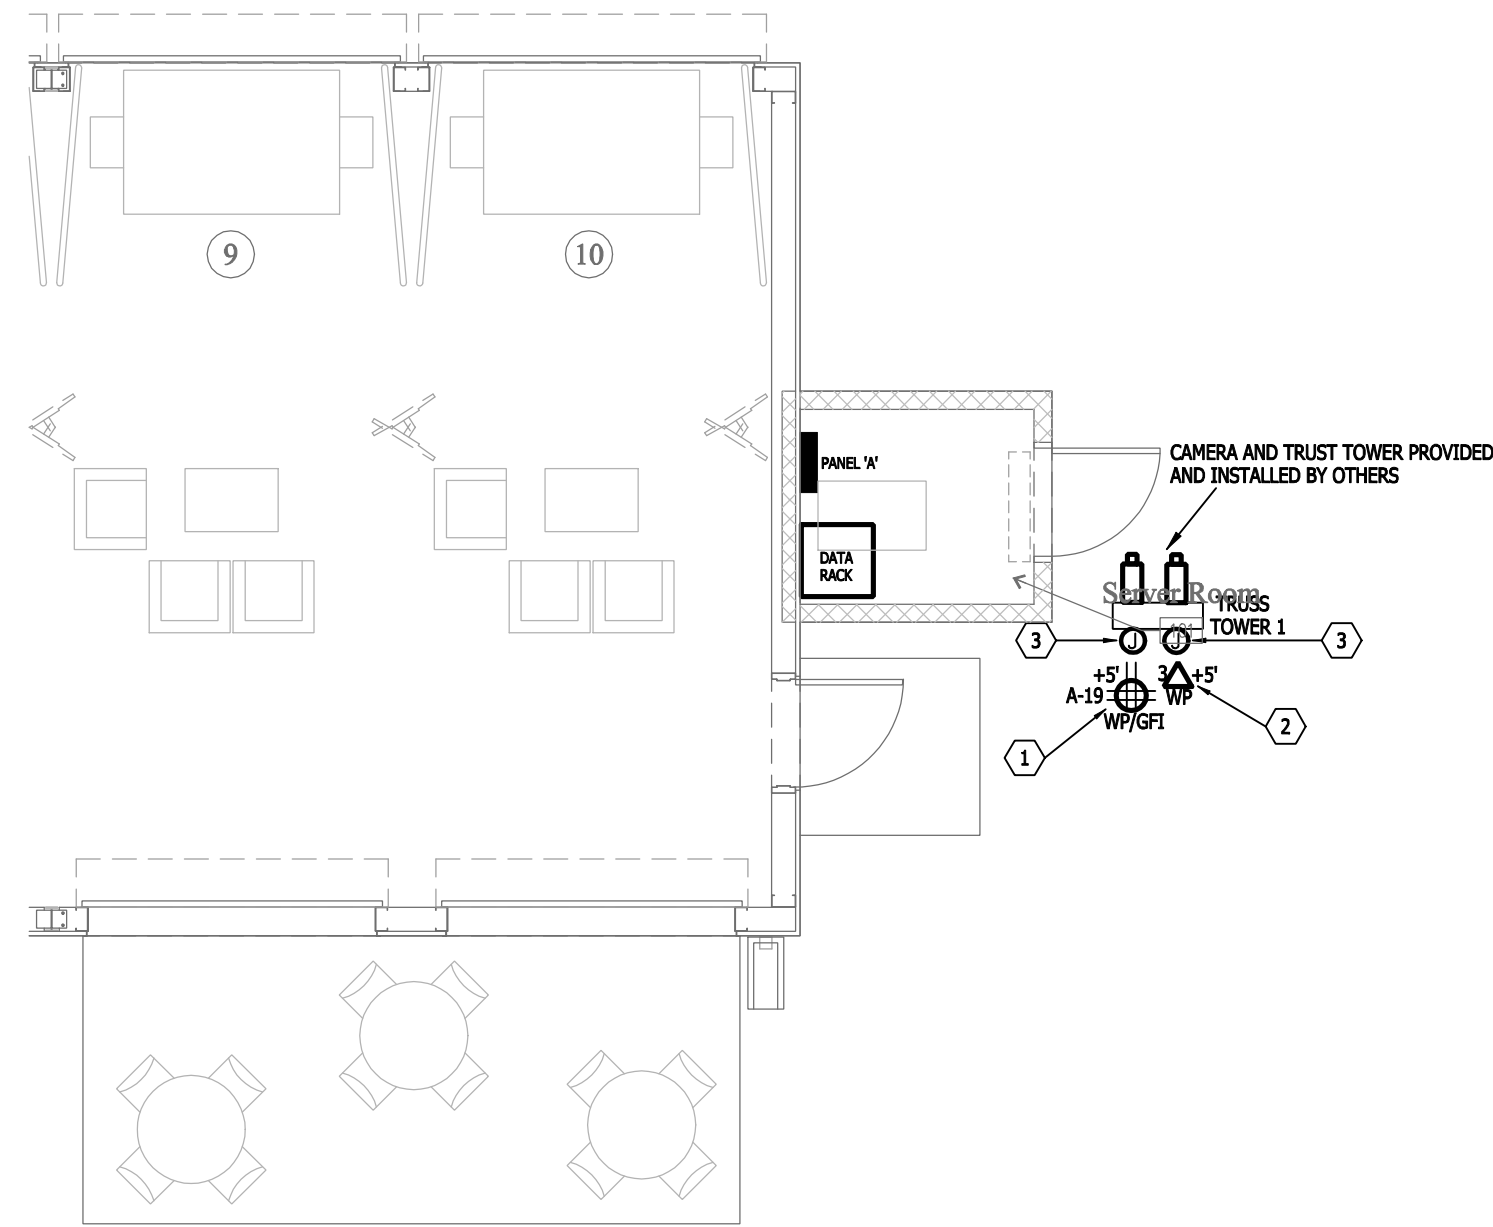 9
10
CAMERA AND TRUST TOWER PROVIDED
AND INSTALLED BY OTHERS
PANEL 'A'
DATA
RACK
Server Room
101
TRUSS
TOWER 1
3
J
J
3
+5'
3
+5'
A-19
WP
WP/GFI
2
1